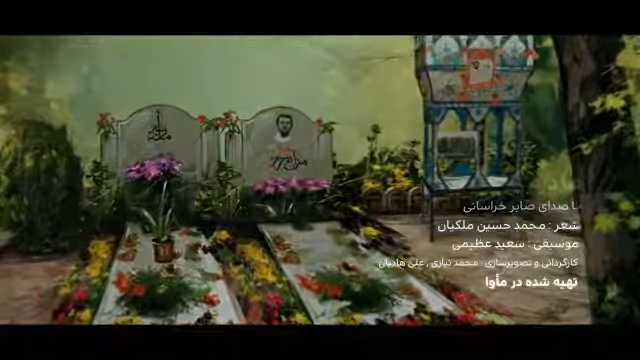 با صدای صابر خراسانی
شعر : محمد حسین ملکیان
موسیقی : سعید عظیمی
کارگردانی و تصویرسازی : محمد نیازی ، علی هادیان
تهیه شده در مأوا